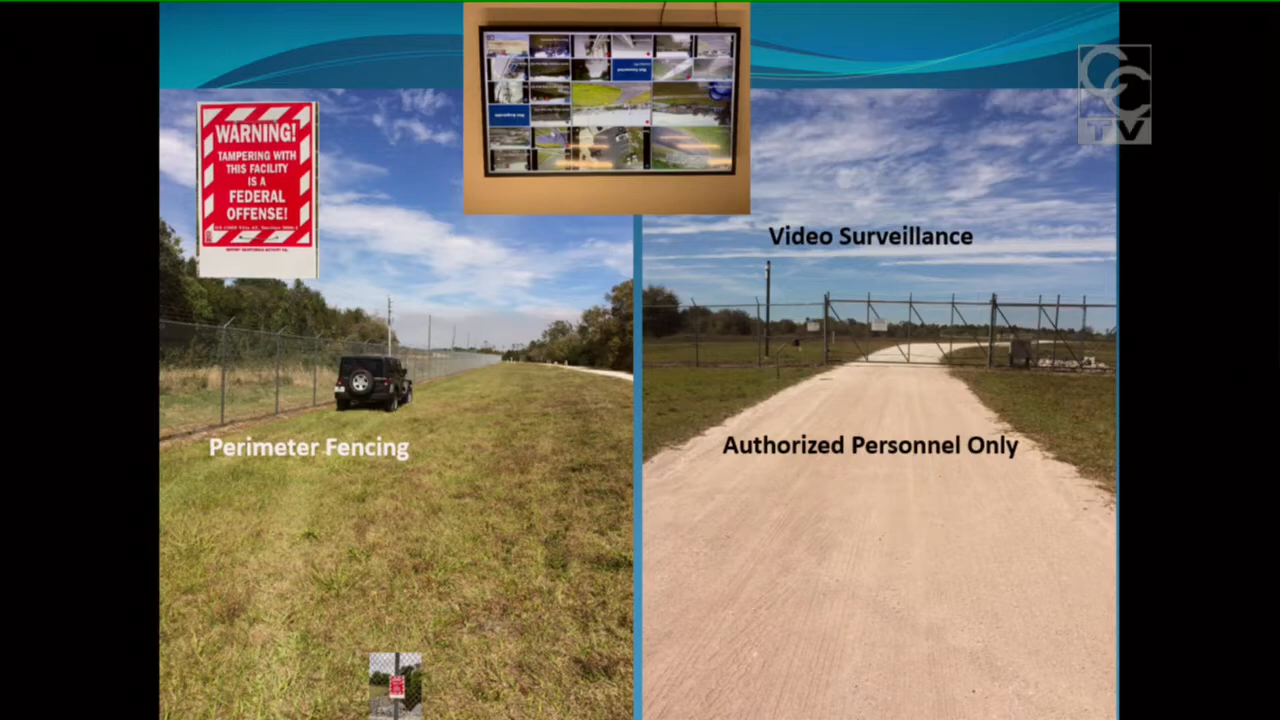 WARNING!
TAMPERING WITH
THIS FACILITY
IS A
FEDERAL
OFFENSE!
CC
TV
Video Surveillance
Perimeter Fencing
Authorized Personnel Only